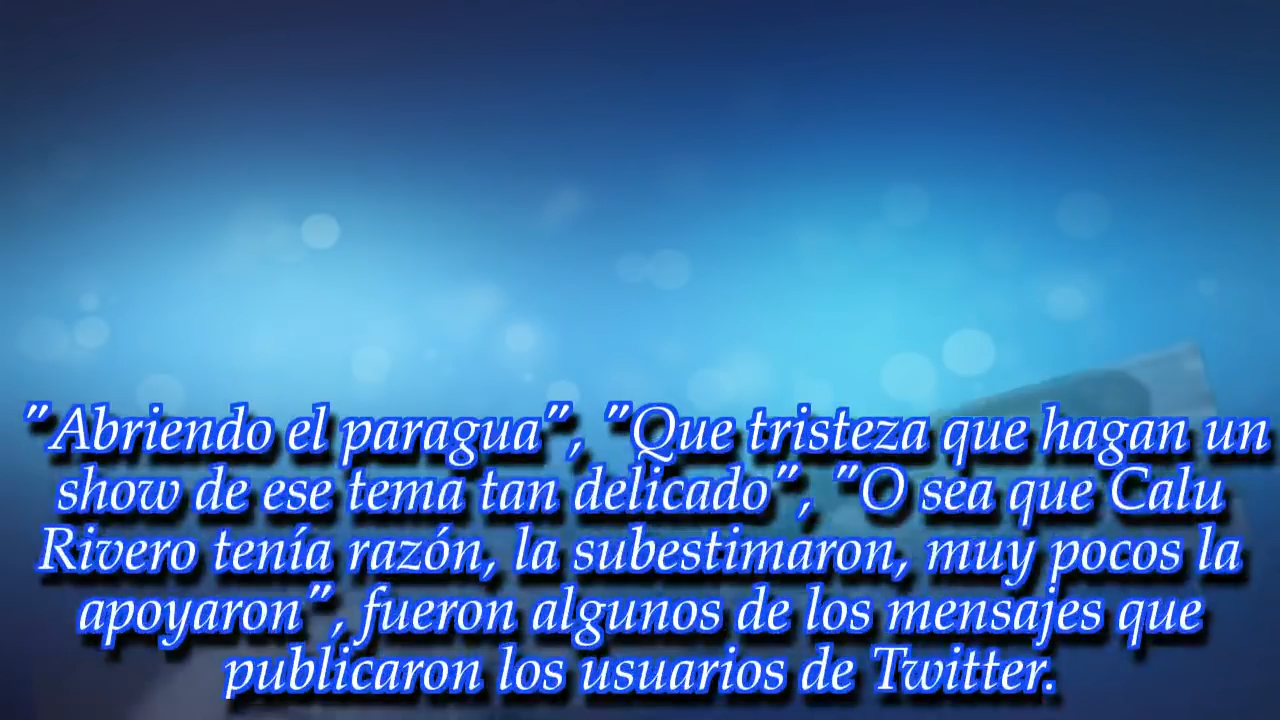 "Abriendo el paragua", "Que tristeza que hagan un
show de ese tema tan delicado", "O sea que Calu
Rivero tenía razón, la subestimaron, muy pocos la
apoyaron", fueron algunos de los mensajes que
publicaron los usuarios de Twitter.